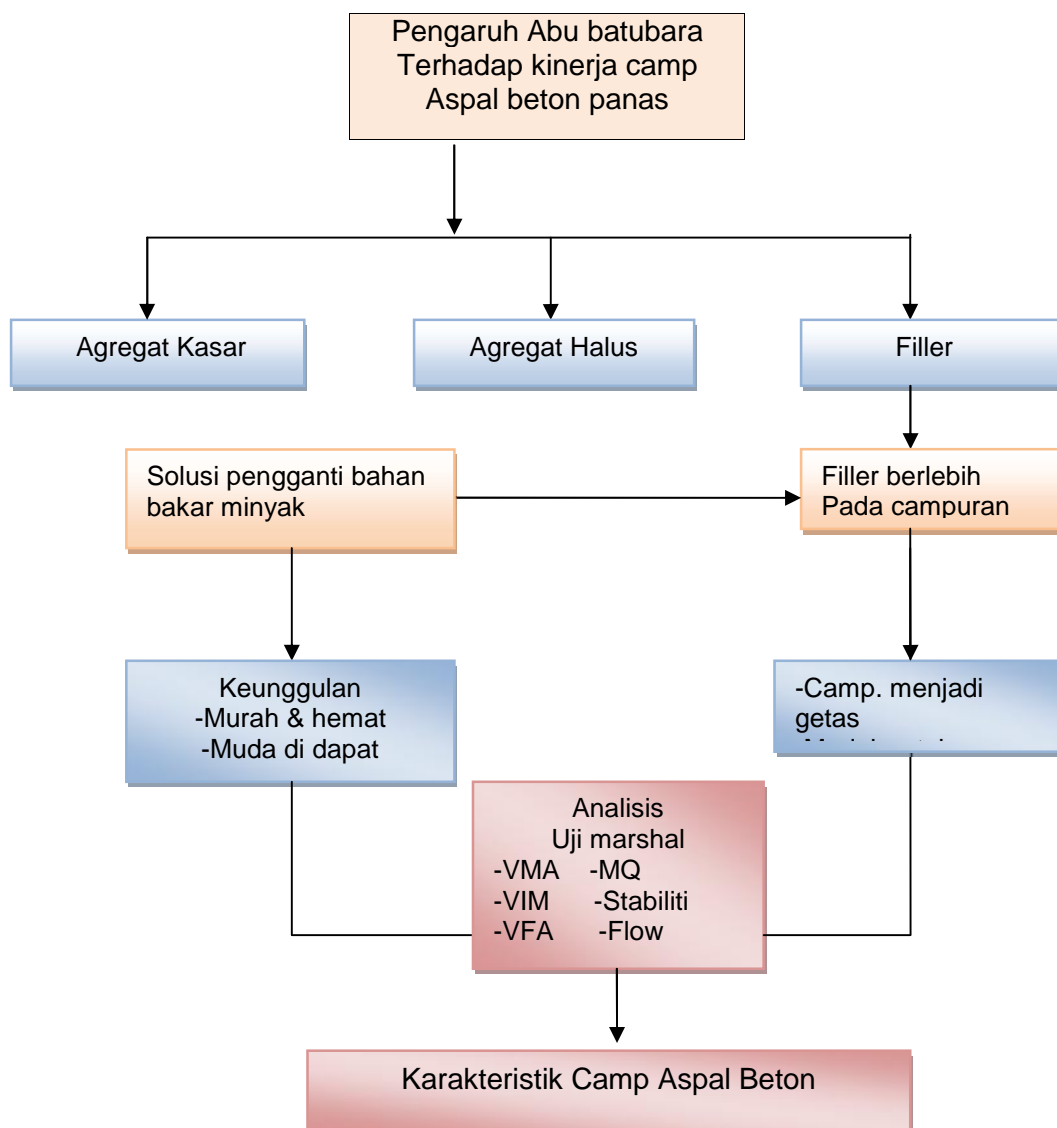 Pengaruh Abu batubara
Terhadap kinerja camp
Aspal beton panas
Agregat Kasar
Agregat Halus
Filler
Solusi pengganti bahan
bakar minyak
Filler berlebih
Pada campuran
Keunggulan
-Murah & hemat
-Muda di dapat
-Camp. menjadi
getas
Analisis
Uji marshal
-VMA -MQ
-VIM -Stabiliti
-VFA -Flow
Karakteristik Camp Aspal Beton